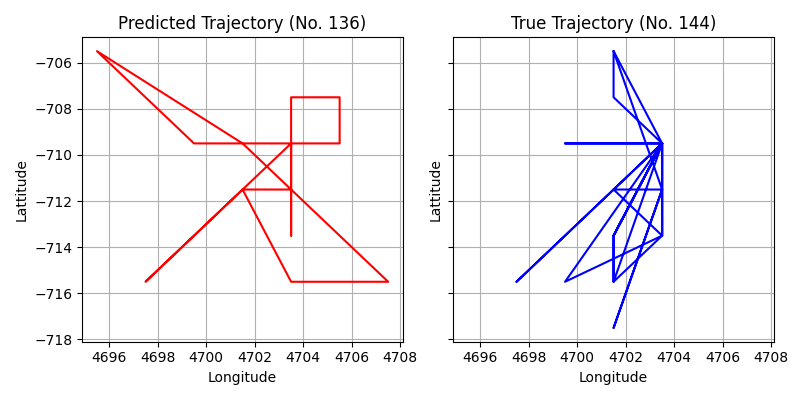 Predicted Trajectory (No. 136)
True Trajectory (No. 144)
Lattitude
−706
−708
−710
−712
−714
−716
−718
4696 4698 4700 4702 4704 4706 4708
Longitude
Lattitude
4696 4698 4700 4702 4704 4706 4708
Longitude